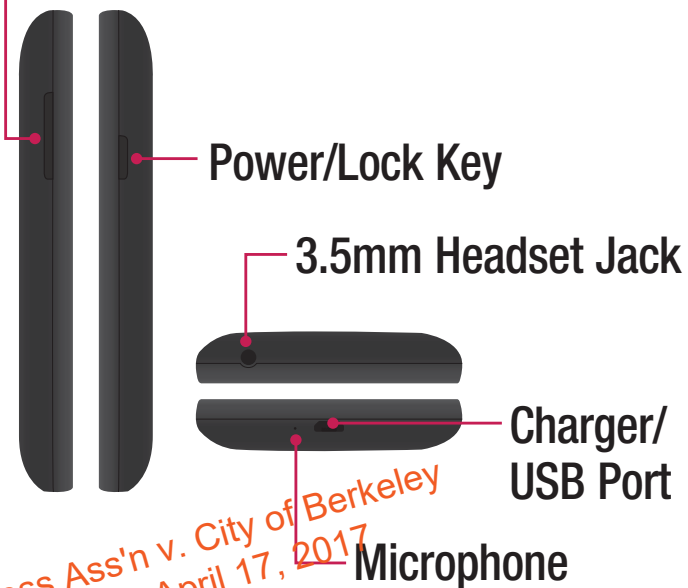 Power/Lock Key
3.5mm Headset Jack
Charger/
USB Port
Microphone
Ass'n v. City of Berkeley
April 17, 2017